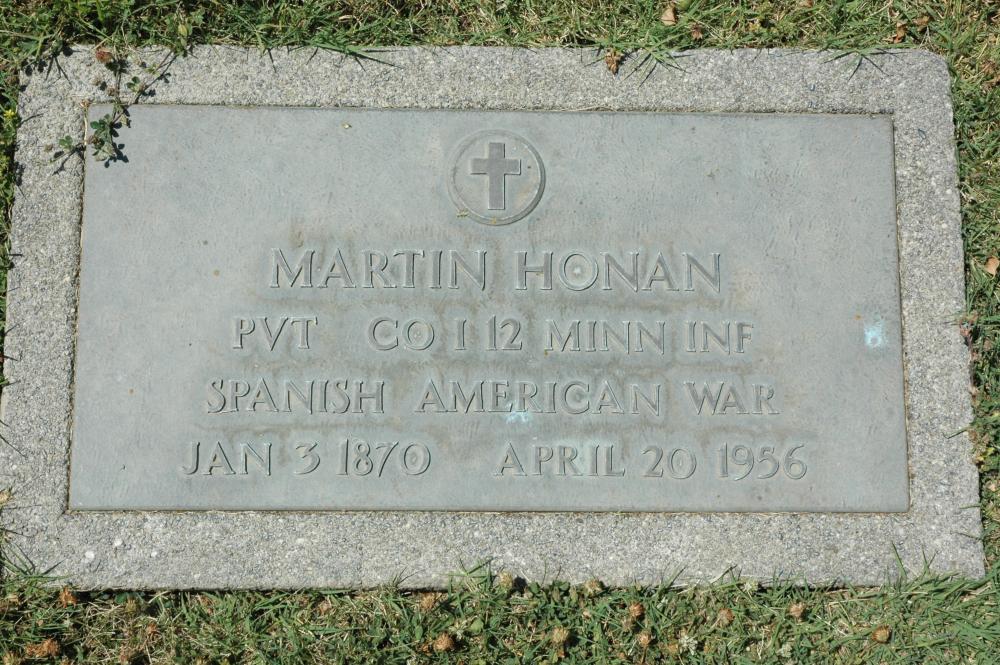 MARTIN HONAN
PVT CO I 12 MINN INF
SPANISH AMERICAN WAR
JAN 3 1870 APRIL 20 1956